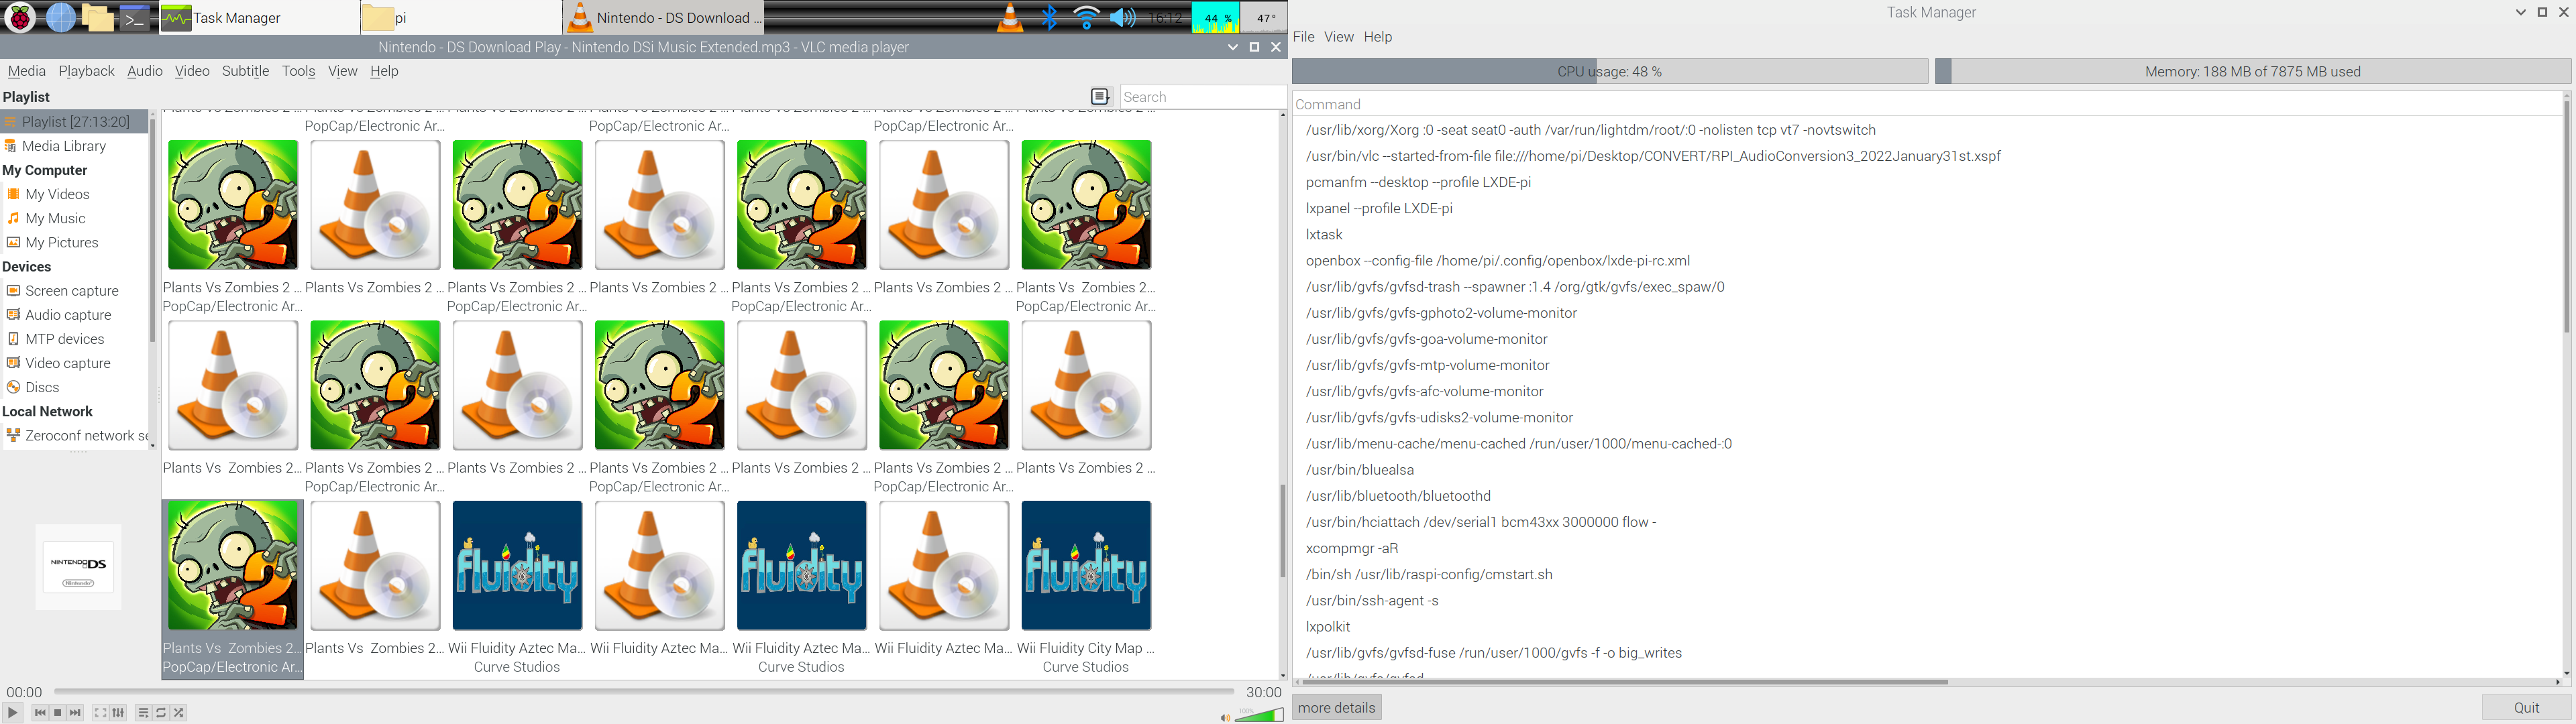 Task Manager
pi
Nintendo - DS Download ...
16:12
44 %
47°
Nintendo - DS Download Play - Nintendo DSi Music Extended.mp3 - VLC media player
Media Playback Audio Video Subtitle Tools View Help
Playlist
Search
Playlist [27:13:20]
Media Library
My Computer
My Videos
My Music
My Pictures
Devices
Screen capture
Audio capture
MTP devices
Video capture
Discs
Local Network
Zeroconf network se
NINTENDO DS
Nintendo
PopCap/Electronic Ar... PopCap/Electronic Ar... PopCap/Electronic Ar...
2 2 2 2
Plants Vs Zombies 2 ... Plants Vs Zombies 2 ... Plants Vs Zombies 2 ... Plants Vs Zombies 2 ... Plants Vs Zombies 2 ... Plants Vs Zombies 2 ... Plants Vs  Zombies 2...
PopCap/Electronic Ar... PopCap/Electronic Ar... PopCap/Electronic Ar... PopCap/Electronic Ar...
2 2 2
Plants Vs  Zombies 2... Plants Vs Zombies 2 ... Plants Vs Zombies 2 ... Plants Vs Zombies 2 ... Plants Vs Zombies 2 ... Plants Vs Zombies 2 ... Plants Vs Zombies 2 ...
PopCap/Electronic Ar... PopCap/Electronic Ar... PopCap/Electronic Ar...
2 fluidity fluidity fluidity
Plants Vs  Zombies 2... Plants Vs  Zombies 2... Wii Fluidity Aztec Ma... Wii Fluidity Aztec Ma... Wii Fluidity Aztec Ma... Wii Fluidity Aztec Ma... Wii Fluidity City Map ...
PopCap/Electronic Ar... Curve Studios Curve Studios Curve Studios
00:00 30:00
100%
Task Manager
File View Help
CPU usage: 48 % Memory: 188 MB of 7875 MB used
Command
/usr/lib/xorg/Xorg :0 -seat seat0 -auth /var/run/lightdm/root/:0 -nolisten tcp vt7 -novtswitch
/usr/bin/vlc --started-from-file file:///home/pi/Desktop/CONVERT/RPI_AudioConversion3_2022January31st.xspf
pcmanfm --desktop --profile LXDE-pi
lxpanel --profile LXDE-pi
lxtask
openbox --config-file /home/pi/.config/openbox/lxde-pi-rc.xml
/usr/lib/gvfs/gvfsd-trash --spawner :1.4 /org/gtk/gvfs/exec_spaw/0
/usr/lib/gvfs/gvfs-gphoto2-volume-monitor
/usr/lib/gvfs/gvfs-goa-volume-monitor
/usr/lib/gvfs/gvfs-mtp-volume-monitor
/usr/lib/gvfs/gvfs-afc-volume-monitor
/usr/lib/gvfs/gvfs-udisks2-volume-monitor
/usr/lib/menu-cache/menu-cached /run/user/1000/menu-cached-:0
/usr/bin/bluealsa
/usr/lib/bluetooth/bluetoothd
/usr/bin/hciattach /dev/serial1 bcm43xx 3000000 flow -
xcompmgr -aR
/bin/sh /usr/lib/raspi-config/cmstart.sh
/usr/bin/ssh-agent -s
lxpolkit
/usr/lib/gvfs/gvfsd-fuse /run/user/1000/gvfs -f -o big_writes
/usr/lib/gvfs/gvfsd
more details Quit